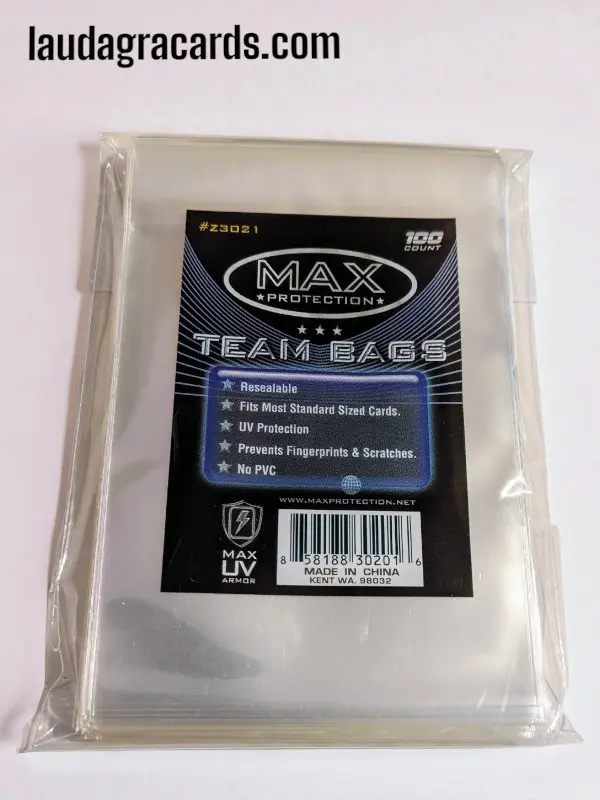 laudagracards.com
#Z3021
100
COUNT
MAX
★PROTECTION★
★ ★ ★
TEAM BAGS
★ Resealable
★ Fits Most Standard Sized Cards.
★ UV Protection
★ Prevents Fingerprints & Scratches.
★ No PVC
WWW.MAXPROTECTION.NET
MAX
UV
ARMOR
8 58188 30201 6
MADE IN CHINA
KENT WA. 98032